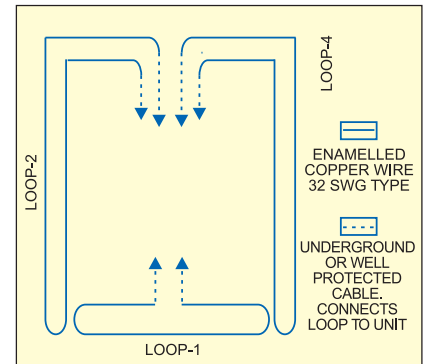 LOOP-4
LOOP-2
ENAMELLED
COPPER WIRE
32 SWG TYPE
UNDERGROUND
OR WELL
PROTECTED
CABLE.
CONNECTS
LOOP TO UNIT
LOOP-1